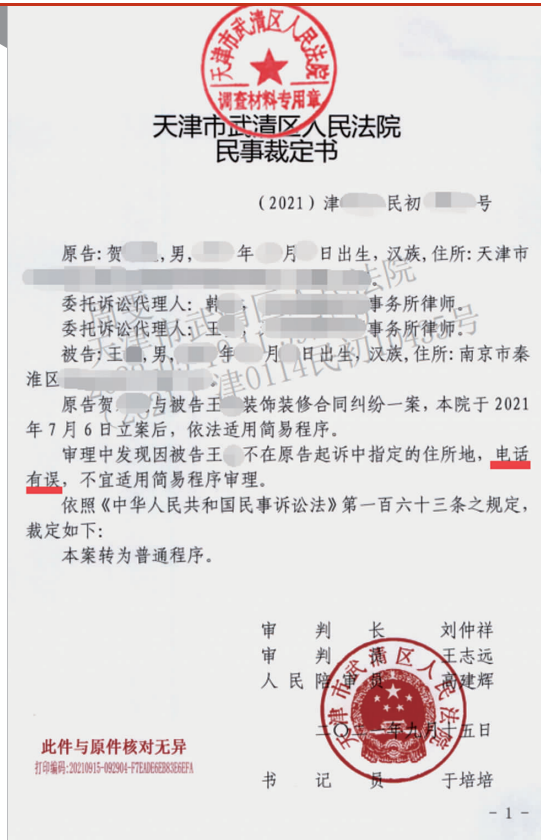 天津市武清区人民法院
调查材料专用章
天津市武清区人民法院
民事裁定书
(2021)津 民初 号
原告:贺 ,男, 年 月 日出生,汉族,住所:天津市
。
委托诉讼代理人:韩 , 事务所律师.
委托诉讼代理人:王 , 事务所律师.
被告:王 ,男, 年 月 日出生,汉族,住所:南京市秦
淮区 。
原告贺 与被告王 装饰装修合同纠纷一案,本院于2021
年7月6日立案后,依法适用简易程序。
审理中发现因被告王 不在原告起诉中指定的住所地,电话
有误,不宜适用简易程序审理。
依照《中华人民共和国民事诉讼法》第一百六十三条之规定,
裁定如下:
本案转为普通程序。
审判长 刘仲祥
审判员 王志远
人民陪审员 高建辉
天津市武清区人民法院
二〇二一年九月十五日
此件与原件核对无异
打印编码:20210915-092904-F7EADE6EB83E6EFA
书记员 于培培
- 1 -